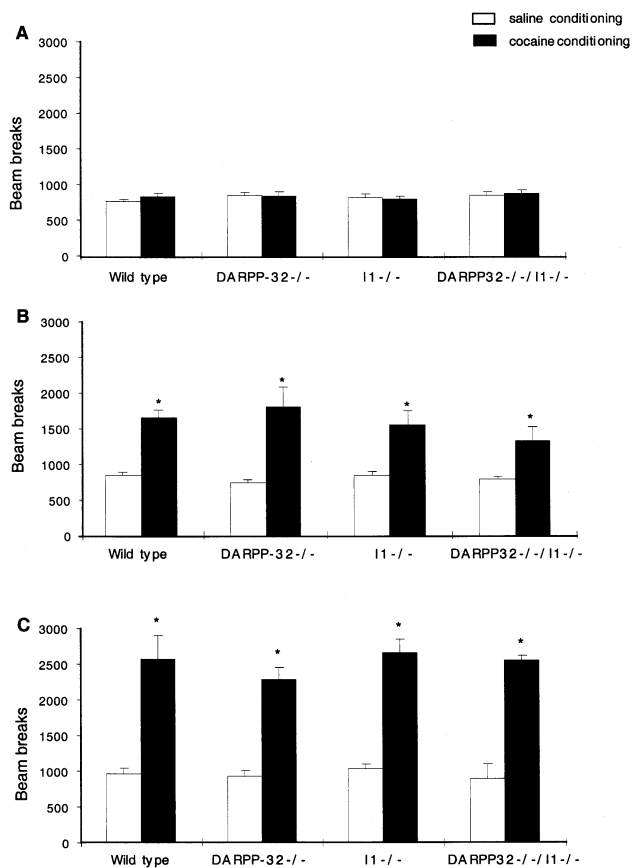 saline conditioning
cocaine conditioning
A
3000
2500
2000
1500
1000
500
0
Beam breaks
Wild type DARPP-32-/- I1-/- DARPP32-/-/I1-/-
B
3000
2500
2000
1500
1000
500
0
Beam breaks
* * * *
Wild type DARPP-32-/- I1-/- DARPP32-/-/I1-/-
C
3000
2500
2000
1500
1000
500
0
Beam breaks
* * * *
Wild type DARPP-32-/- I1-/- DARPP32-/-/I1-/-